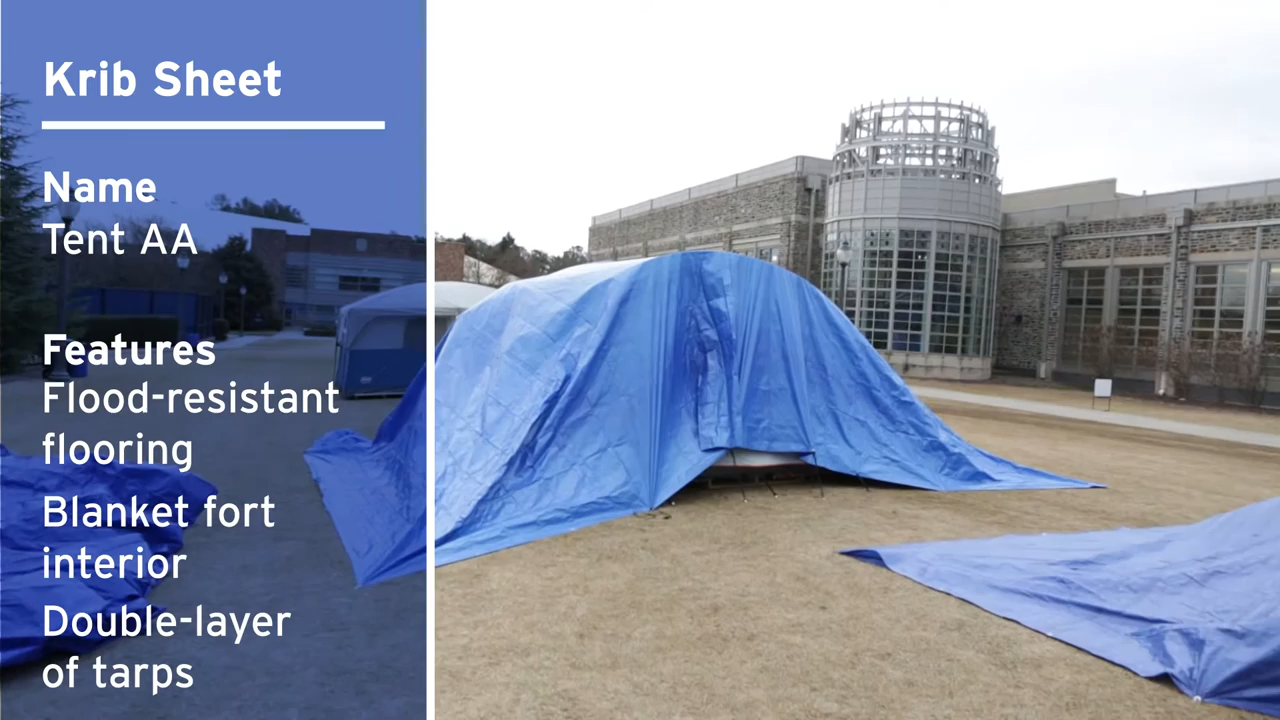 Krib Sheet
Name
Tent AA
Features
Flood-resistant
flooring
Blanket fort
interior
Double-layer
of tarps